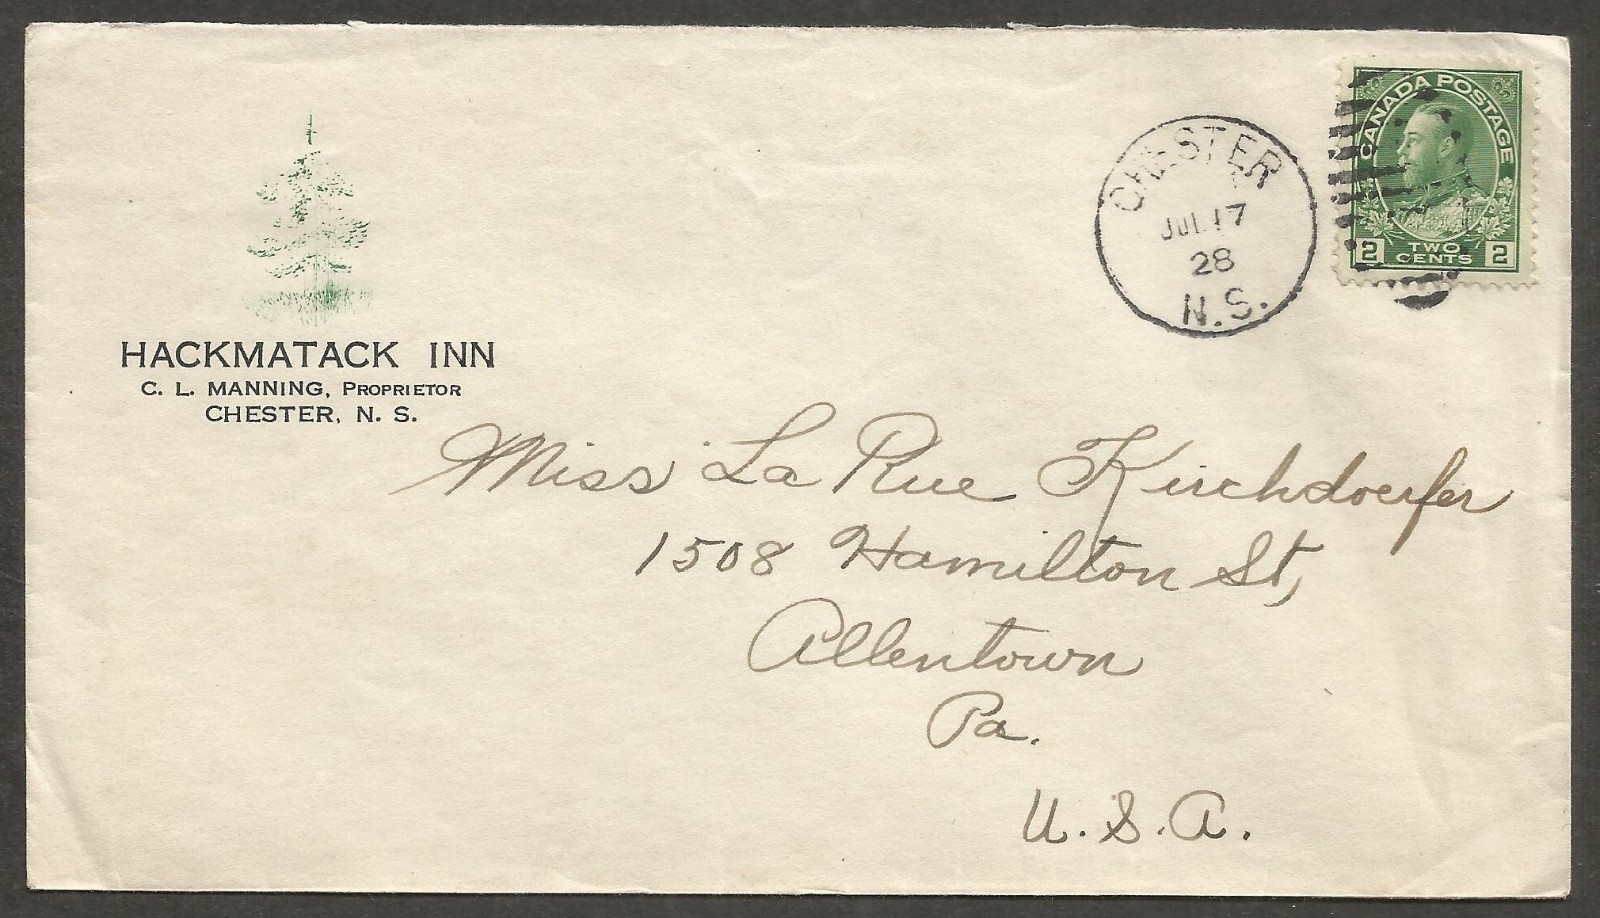 HACKMATACK INN
C. L. MANNING, PROPRIETOR
CHESTER, N. S.
CHESTER
JUL 17
28
N.S.
CANADA POSTAGE
2 TWO CENTS 2
Miss La Rue Kirchdoerfer
1508 Hamilton St,
Allentown
Pa.
U.S.A.